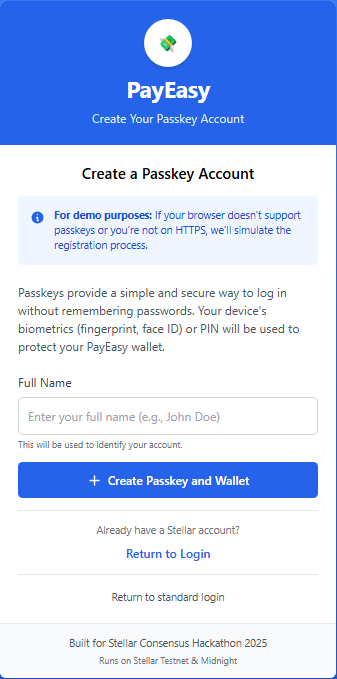 PayEasy
Create Your Passkey Account
Create a Passkey Account
For demo purposes: If your browser doesn't support
passkeys or you're not on HTTPS, we'll simulate the
registration process.
Passkeys provide a simple and secure way to log in
without remembering passwords. Your device's
biometrics (fingerprint, face ID) or PIN will be used to
protect your PayEasy wallet.
Full Name
Enter your full name (e.g., John Doe)
This will be used to identify your account.
Create Passkey and Wallet
Already have a Stellar account?
Return to Login
Return to standard login
Built for Stellar Consensus Hackathon 2025
Runs on Stellar Testnet & Midnight